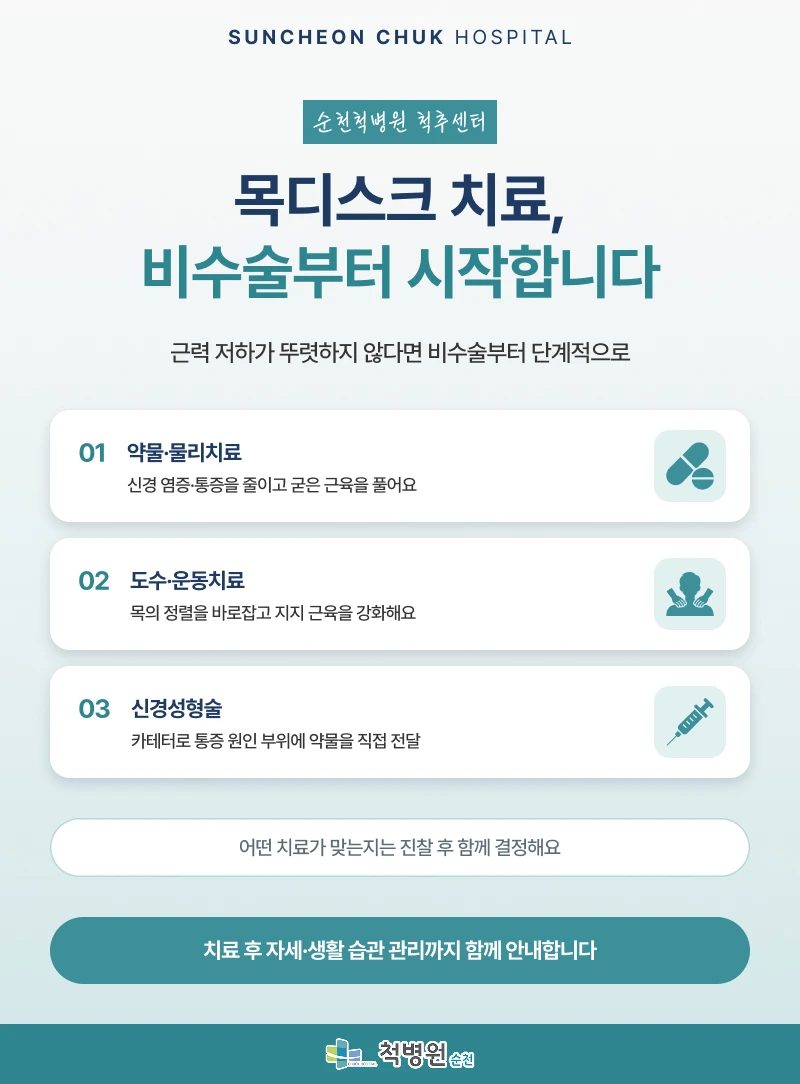 SUNCHEON CHUK HOSPITAL
순천척병원 척추센터
목디스크 치료,
비수술부터 시작합니다
근력 저하가 뚜렷하지 않다면 비수술부터 단계적으로
01 약물·물리치료
신경 염증·통증을 줄이고 굳은 근육을 풀어요
02 도수·운동치료
목의 정렬을 바로잡고 지지 근육을 강화해요
03 신경성형술
카테터로 통증 원인 부위에 약물을 직접 전달
어떤 치료가 맞는지는 진찰 후 함께 결정해요
치료 후 자세·생활 습관 관리까지 함께 안내합니다
척병원 순천